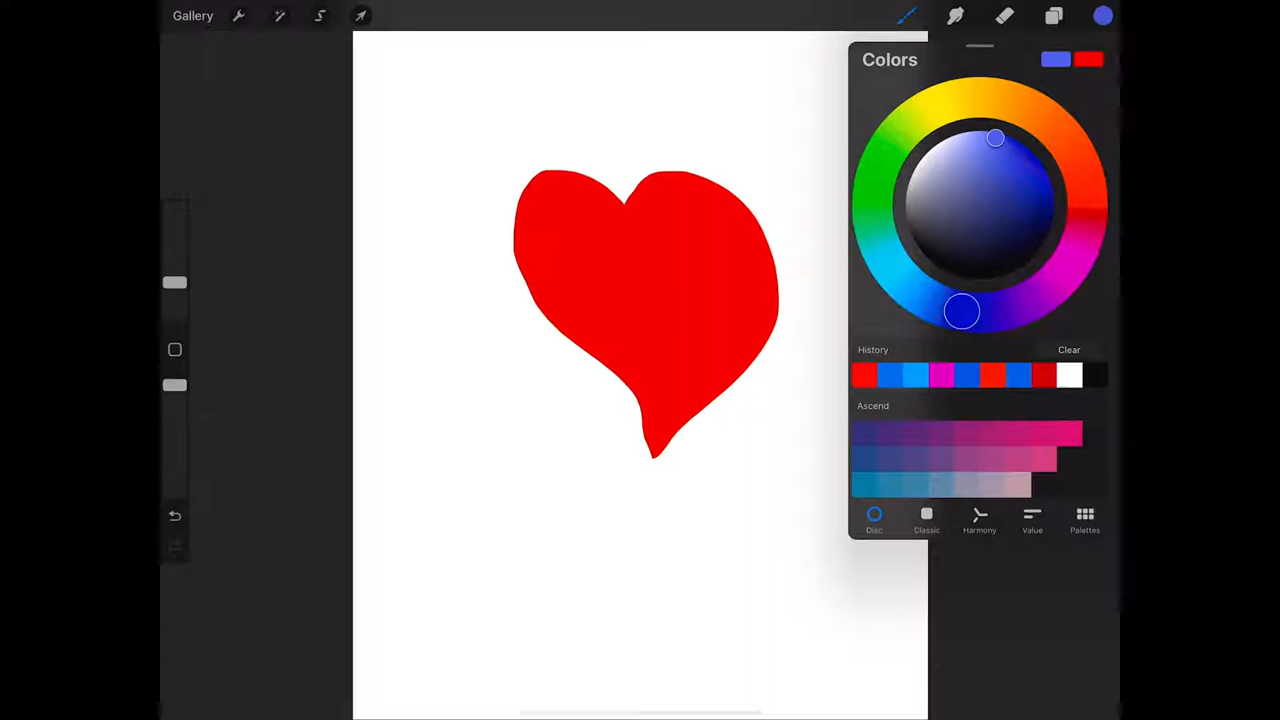 Gallery
Colors
History
Clear
Ascend
Disc
Classic
Harmony
Value
Palettes